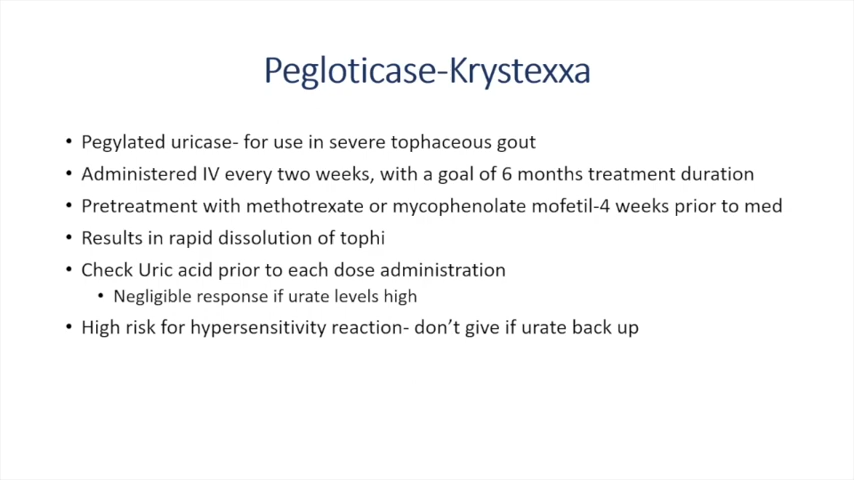 Pegloticase-Krystexxa
• Pegylated uricase- for use in severe tophaceous gout
• Administered IV every two weeks, with a goal of 6 months treatment duration
• Pretreatment with methotrexate or mycophenolate mofetil-4 weeks prior to med
• Results in rapid dissolution of tophi
• Check Uric acid prior to each dose administration
• Negligible response if urate levels high
• High risk for hypersensitivity reaction- don’t give if urate back up